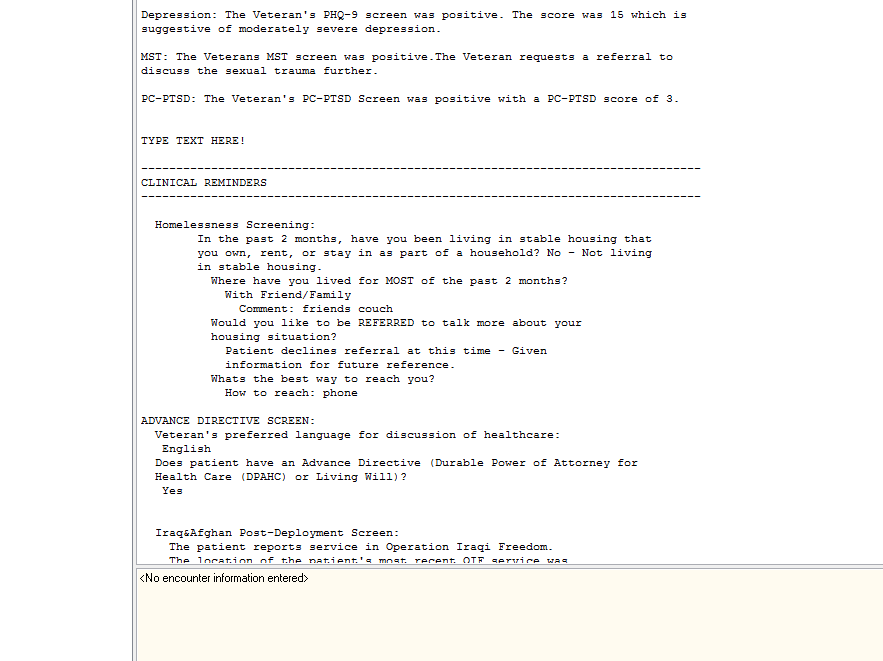 Depression: The Veteran's PHQ-9 screen was positive. The score was 15 which is
suggestive of moderately severe depression.
MST: The Veterans MST screen was positive.The Veteran requests a referral to
discuss the sexual trauma further.
PC-PTSD: The Veteran's PC-PTSD Screen was positive with a PC-PTSD score of 3.
TYPE TEXT HERE!
--------------------------------------------------------------------------------
CLINICAL REMINDERS
--------------------------------------------------------------------------------
Homelessness Screening:
In the past 2 months, have you been living in stable housing that
you own, rent, or stay in as part of a household? No - Not living
in stable housing.
Where have you lived for MOST of the past 2 months?
With Friend/Family
Comment: friends couch
Would you like to be REFERRED to talk more about your
housing situation?
Patient declines referral at this time - Given
information for future reference.
Whats the best way to reach you?
How to reach: phone
ADVANCE DIRECTIVE SCREEN:
Veteran's preferred language for discussion of healthcare:
English
Does patient have an Advance Directive (Durable Power of Attorney for
Health Care (DPAHC) or Living Will)?
Yes
Iraq&Afghan Post-Deployment Screen:
The patient reports service in Operation Iraqi Freedom.
The location of the patient's most recent OIF service was
<No encounter information entered>